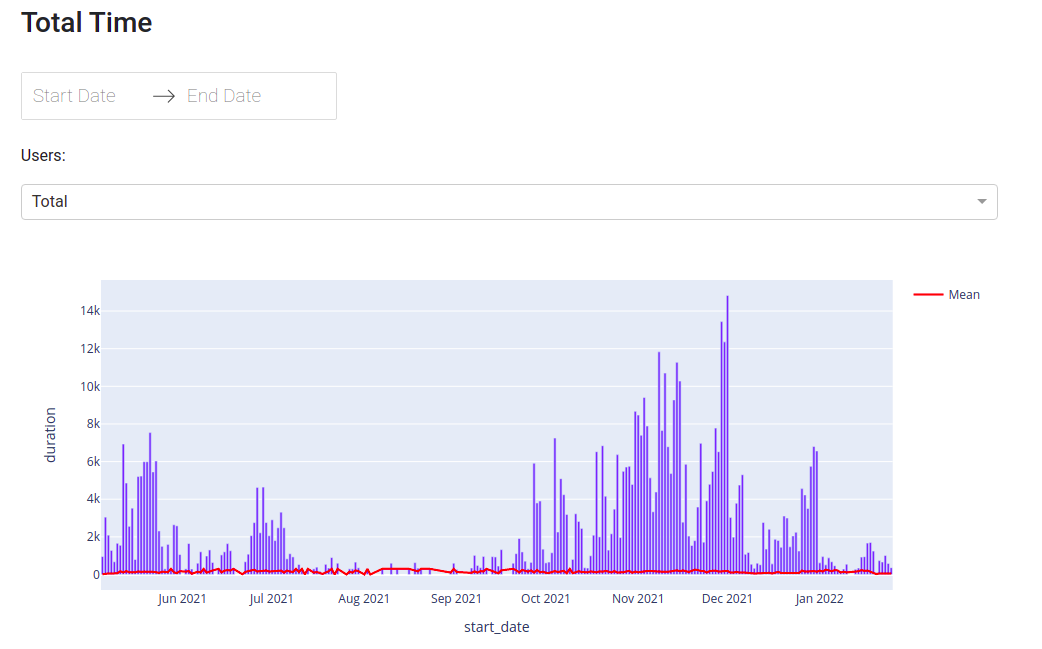 Total Time
Start Date → End Date
Users:
Total
Mean
14k
12k
10k
8k
6k
4k
2k
0
duration
Jun 2021 Jul 2021 Aug 2021 Sep 2021 Oct 2021 Nov 2021 Dec 2021 Jan 2022
start_date